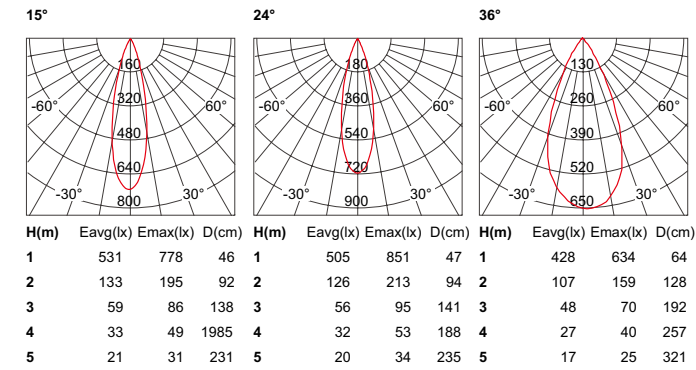 15° 24° 36°
160 180 130
320 360 260
-60° 60° -60° 60° -60° 60°
480 540 390
640 720 520
-30° 30° -30° 30° -30° 30°
800 900 650
H(m) Eavg(lx) Emax(lx) D(cm) H(m) Eavg(lx) Emax(lx) D(cm) H(m) Eavg(lx) Emax(lx) D(cm)
1 531 778 46 1 505 851 47 1 428 634 64
2 133 195 92 2 126 213 94 2 107 159 128
3 59 86 138 3 56 95 141 3 48 70 192
4 33 49 1985 4 32 53 188 4 27 40 257
5 21 31 231 5 20 34 235 5 17 25 321